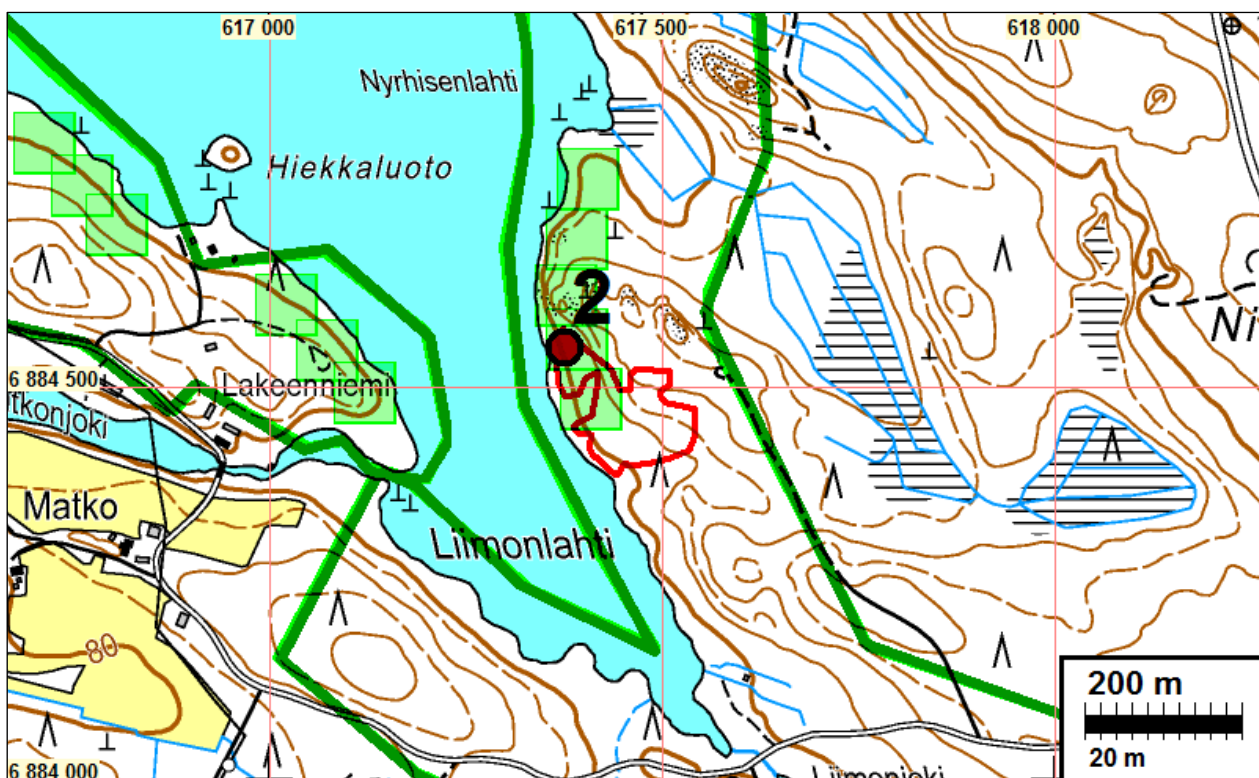 617 000
617 500
618 000
Nyrhisenlahti
Hiekkaluoto
2
Ni
6 884 500
Lakeenniemi
tkonjoki
Matko
Liimonlahti
80
200 m
20 m
6 884 000
Liimonjoki